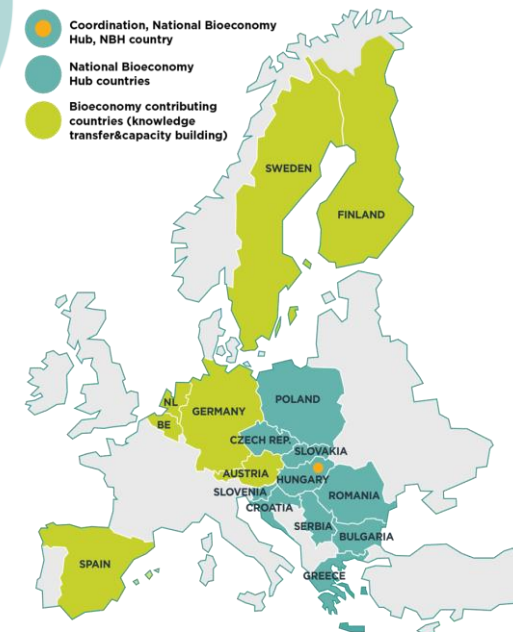 Coordination, National Bioeconomy
Hub, NBH country
National Bioeconomy
Hub countries
Bioeconomy contributing
countries (knowledge
transfer&capacity building)
SWEDEN
FINLAND
NL
BE
GERMANY
POLAND
CZECH REP.
SLOVAKIA
AUSTRIA
HUNGARY
SLOVENIA
ROMANIA
CROATIA
SERBIA
BULGARIA
SPAIN
GREECE